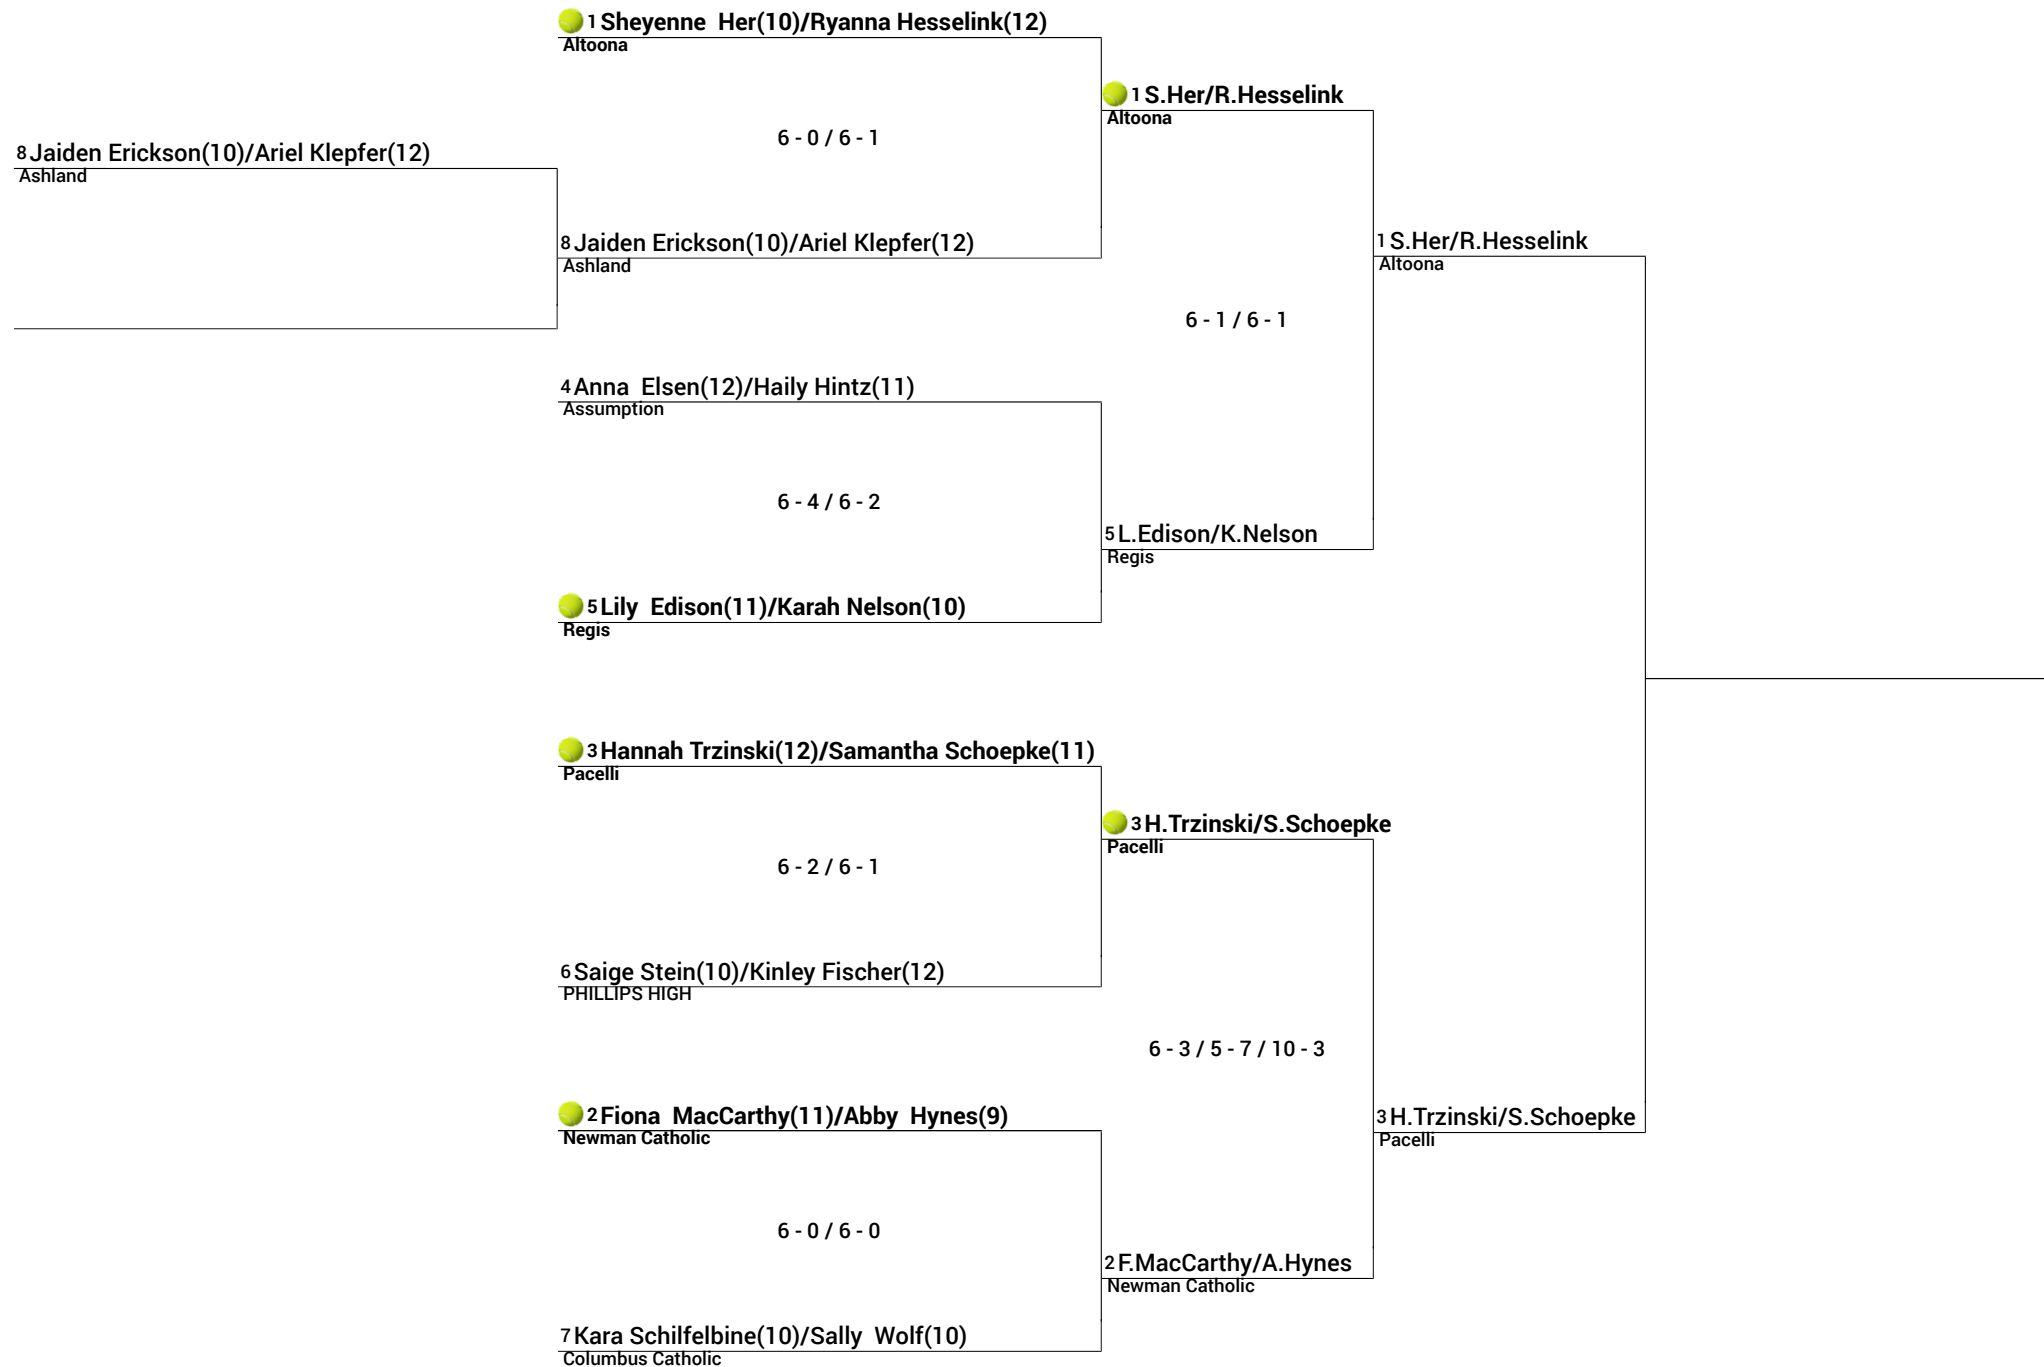 1 Sheyenne  Her(10)/Ryanna Hesselink(12)
Altoona
1 S.Her/R.Hesselink
Altoona
6 - 0 / 6 - 1
8 Jaiden Erickson(10)/Ariel Klepfer(12)
Ashland
8 Jaiden Erickson(10)/Ariel Klepfer(12)
Ashland
1 S.Her/R.Hesselink
Altoona
6 - 1 / 6 - 1
4 Anna  Elsen(12)/Haily Hintz(11)
Assumption
6 - 4 / 6 - 2
5 L.Edison/K.Nelson
Regis
5 Lily  Edison(11)/Karah Nelson(10)
Regis
3 Hannah Trzinski(12)/Samantha Schoepke(11)
Pacelli
3 H.Trzinski/S.Schoepke
Pacelli
6 - 2 / 6 - 1
6 Saige Stein(10)/Kinley Fischer(12)
PHILLIPS HIGH
6 - 3 / 5 - 7 / 10 - 3
2 Fiona  MacCarthy(11)/Abby  Hynes(9)
Newman Catholic
3 H.Trzinski/S.Schoepke
Pacelli
6 - 0 / 6 - 0
2 F.MacCarthy/A.Hynes
Newman Catholic
7 Kara Schilfelbine(10)/Sally  Wolf(10)
Columbus Catholic